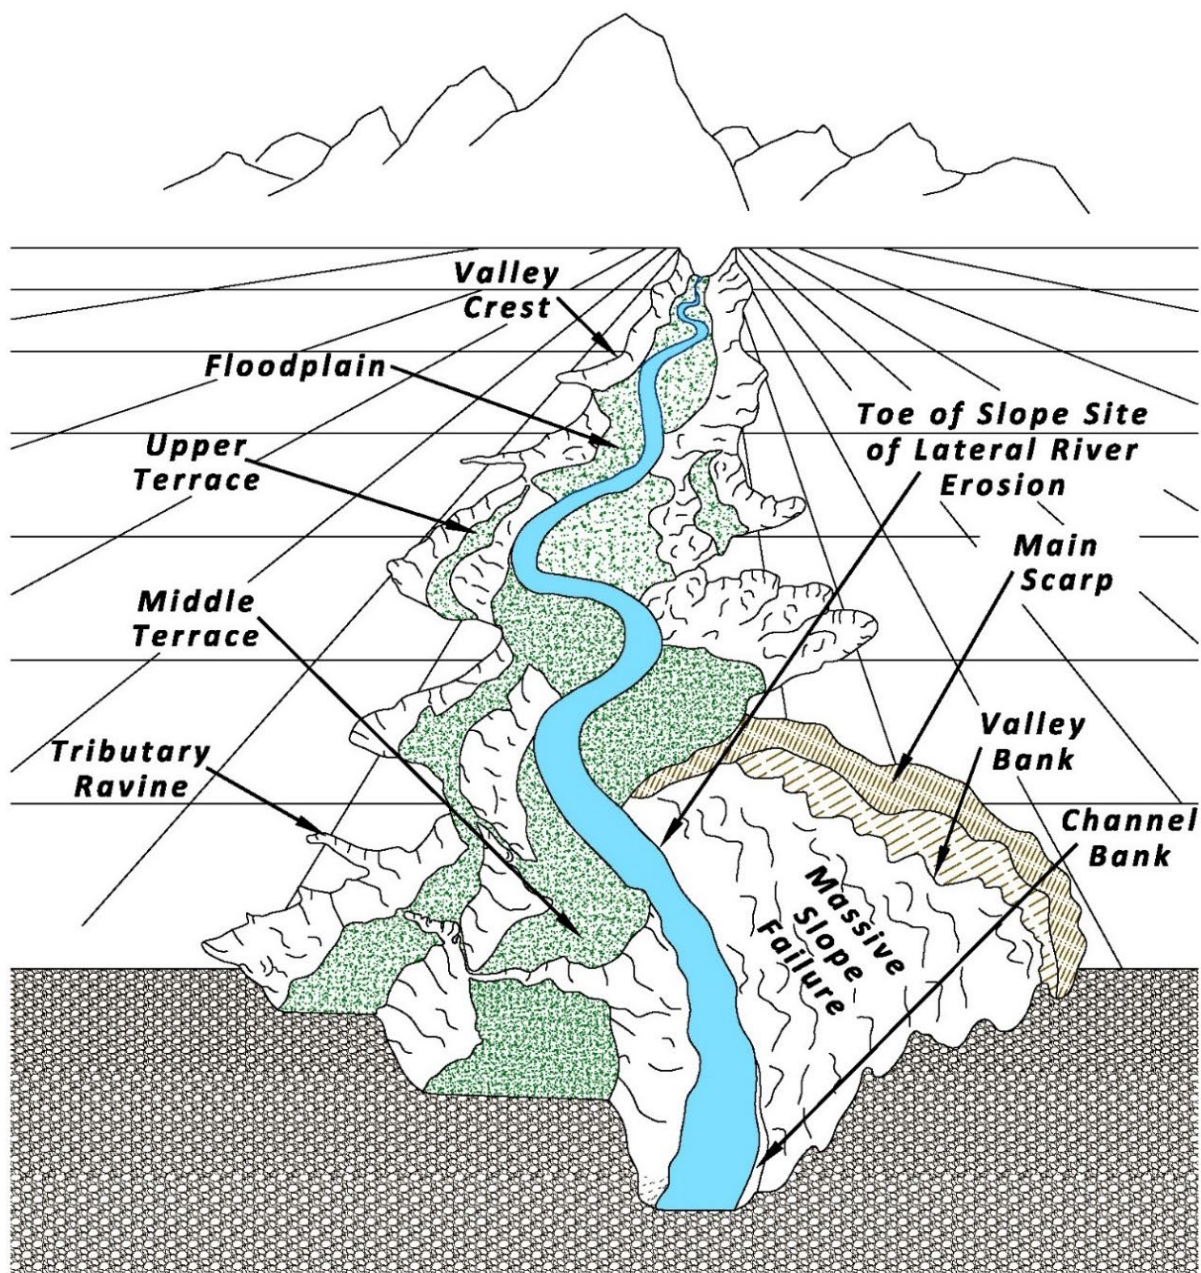 Valley
Crest
Floodplain
Upper
Terrace
Toe of Slope Site
of Lateral River
Erosion
Main
Scarp
Middle
Terrace
Tributary
Ravine
Valley
Bank
Channel
Bank
Massive
Slope
Failure